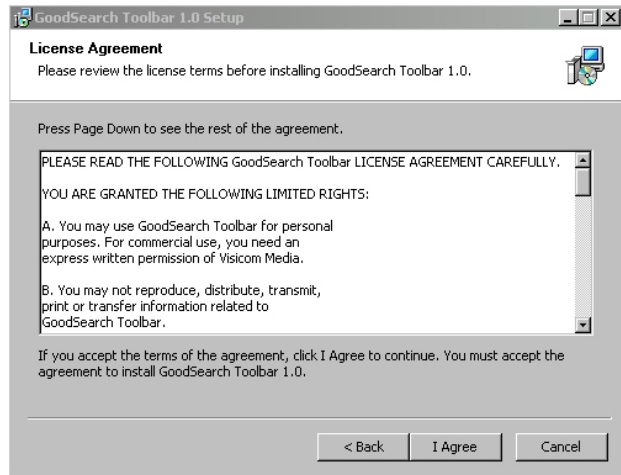 GoodSearch Toolbar 1.0 Setup
License Agreement
Please review the license terms before installing GoodSearch Toolbar 1.0.
Press Page Down to see the rest of the agreement.
PLEASE READ THE FOLLOWING GoodSearch Toolbar LICENSE AGREEMENT CAREFULLY.
YOU ARE GRANTED THE FOLLOWING LIMITED RIGHTS:
A. You may use GoodSearch Toolbar for personal
purposes. For commercial use, you need an
express written permission of Visicom Media.
B. You may not reproduce, distribute, transmit,
print or transfer information related to
GoodSearch Toolbar.
If you accept the terms of the agreement, click I Agree to continue. You must accept the
agreement to install GoodSearch Toolbar 1.0.
< Back I Agree Cancel